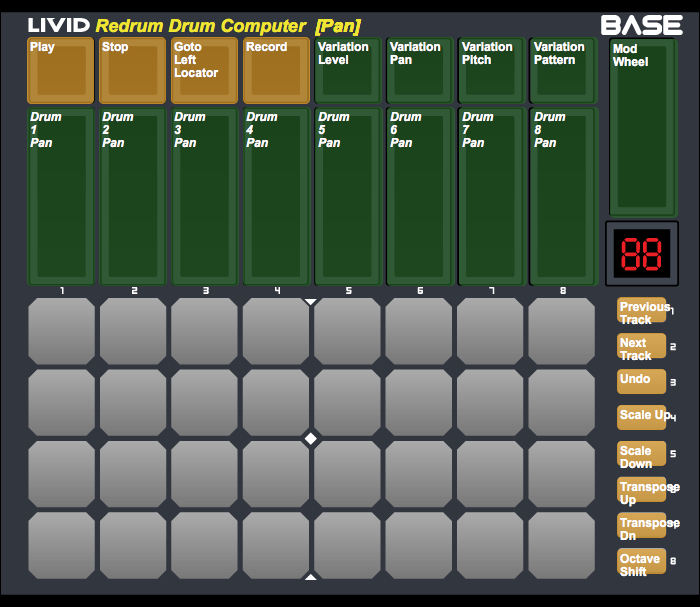 LIVID Redrum Drum Computer [Pan] BASE
Play
Stop
Goto
Left
Locator
Record
Variation
Level
Variation
Pan
Variation
Pitch
Variation
Pattern
Mod
Wheel
Drum
1
Pan
Drum
2
Pan
Drum
3
Pan
Drum
4
Pan
Drum
5
Pan
Drum
6
Pan
Drum
7
Pan
Drum
8
Pan
88
1 2 3 4 5 6 7 8
Previous 1
Track
Next 2
Track
Undo 3
Scale Up 4
Scale 5
Down
Transpose
Up
Transpose
Dn
Octave 8
Shift